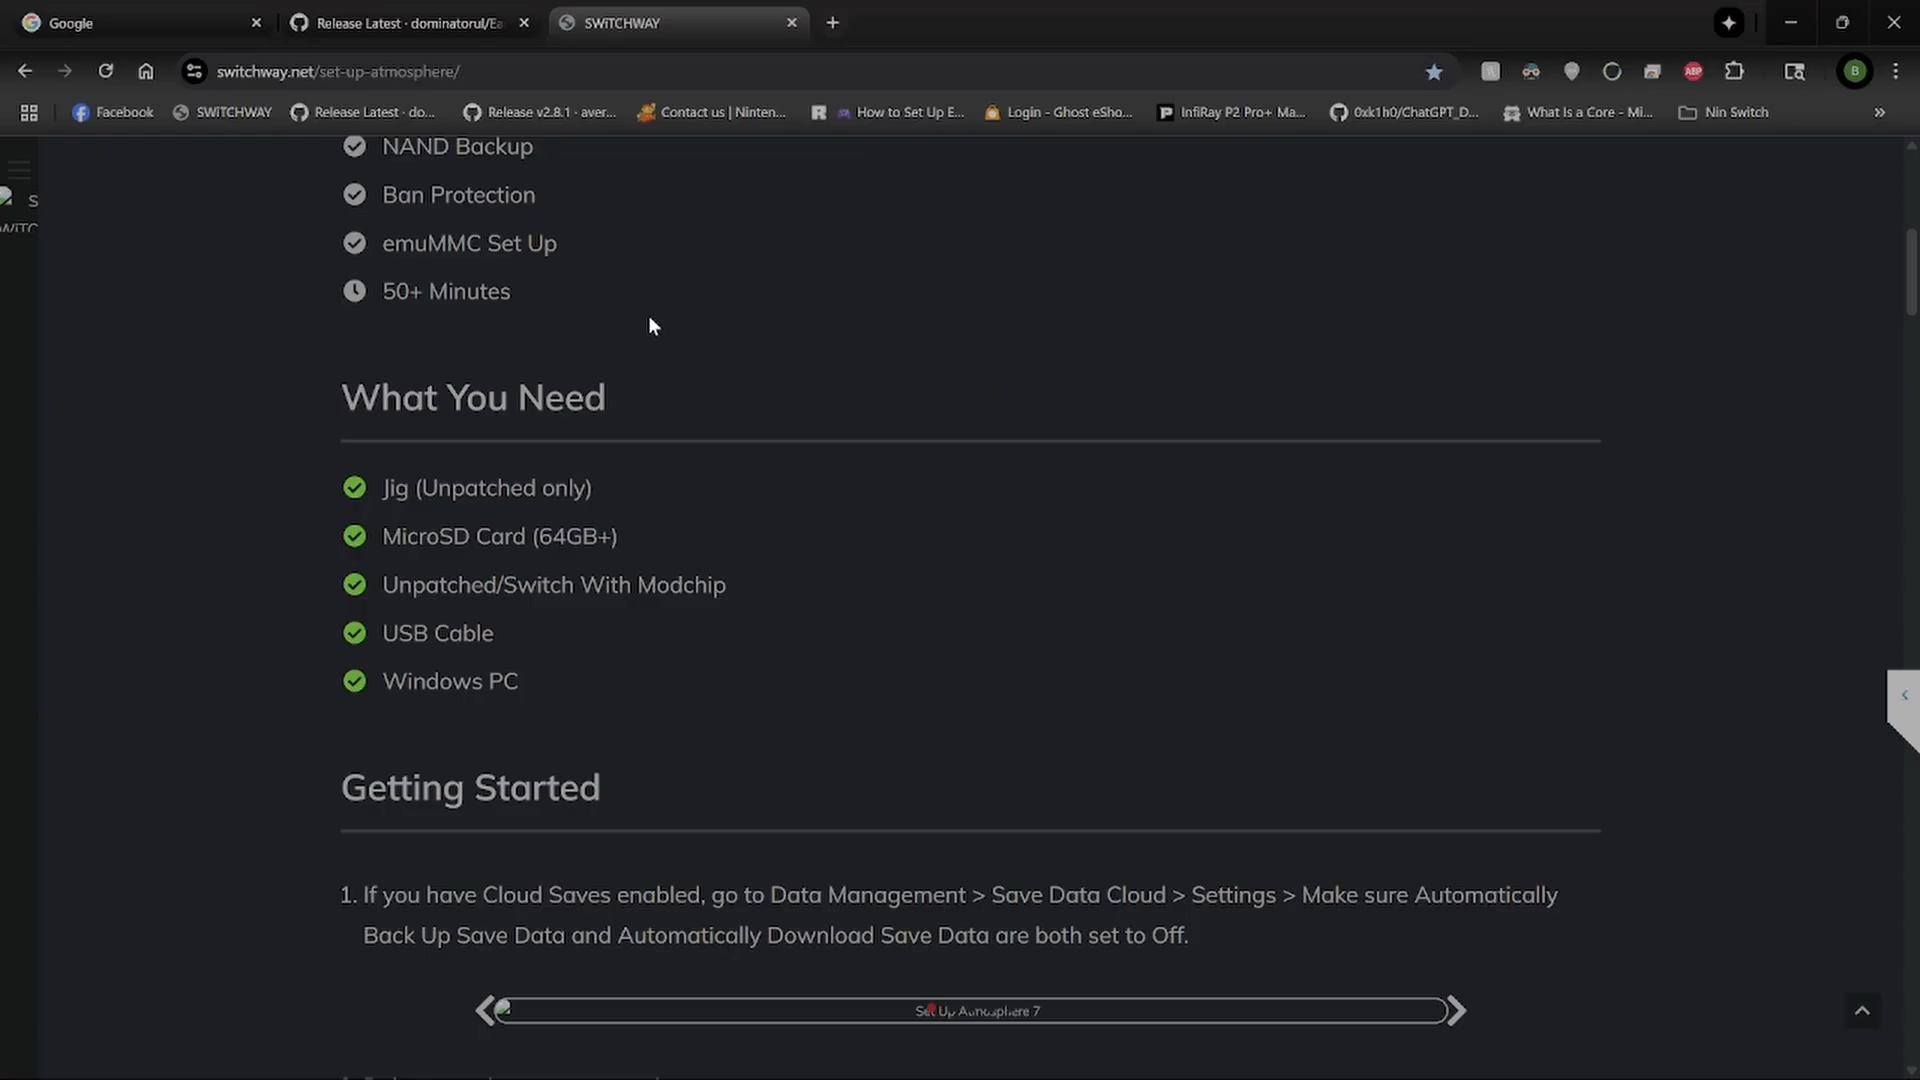 Google
Release Latest · dominatorul/Ea
SWiTCHWAY
switchway.net/set-up-atmosphere/
B
ABP
Facebook
SWiTCHWAY
Release Latest · do...
Release v2.8.1 · aver...
Contact us | Ninten...
How to Set Up E...
Login - Ghost eSho...
InfiRay P2 Pro+ Ma...
0xk1h0/ChatGPT_D...
What Is a Core - Mi...
Nin Switch
NAND Backup
Ban Protection
S
emuMMC Set Up
50+ Minutes
What You Need
Jig (Unpatched only)
MicroSD Card (64GB+)
Unpatched/Switch With Modchip
USB Cable
Windows PC
Getting Started
1. If you have Cloud Saves enabled, go to Data Management > Save Data Cloud > Settings > Make sure Automatically
Back Up Save Data and Automatically Download Save Data are both set to Off.
Set Up Atmosphere 7